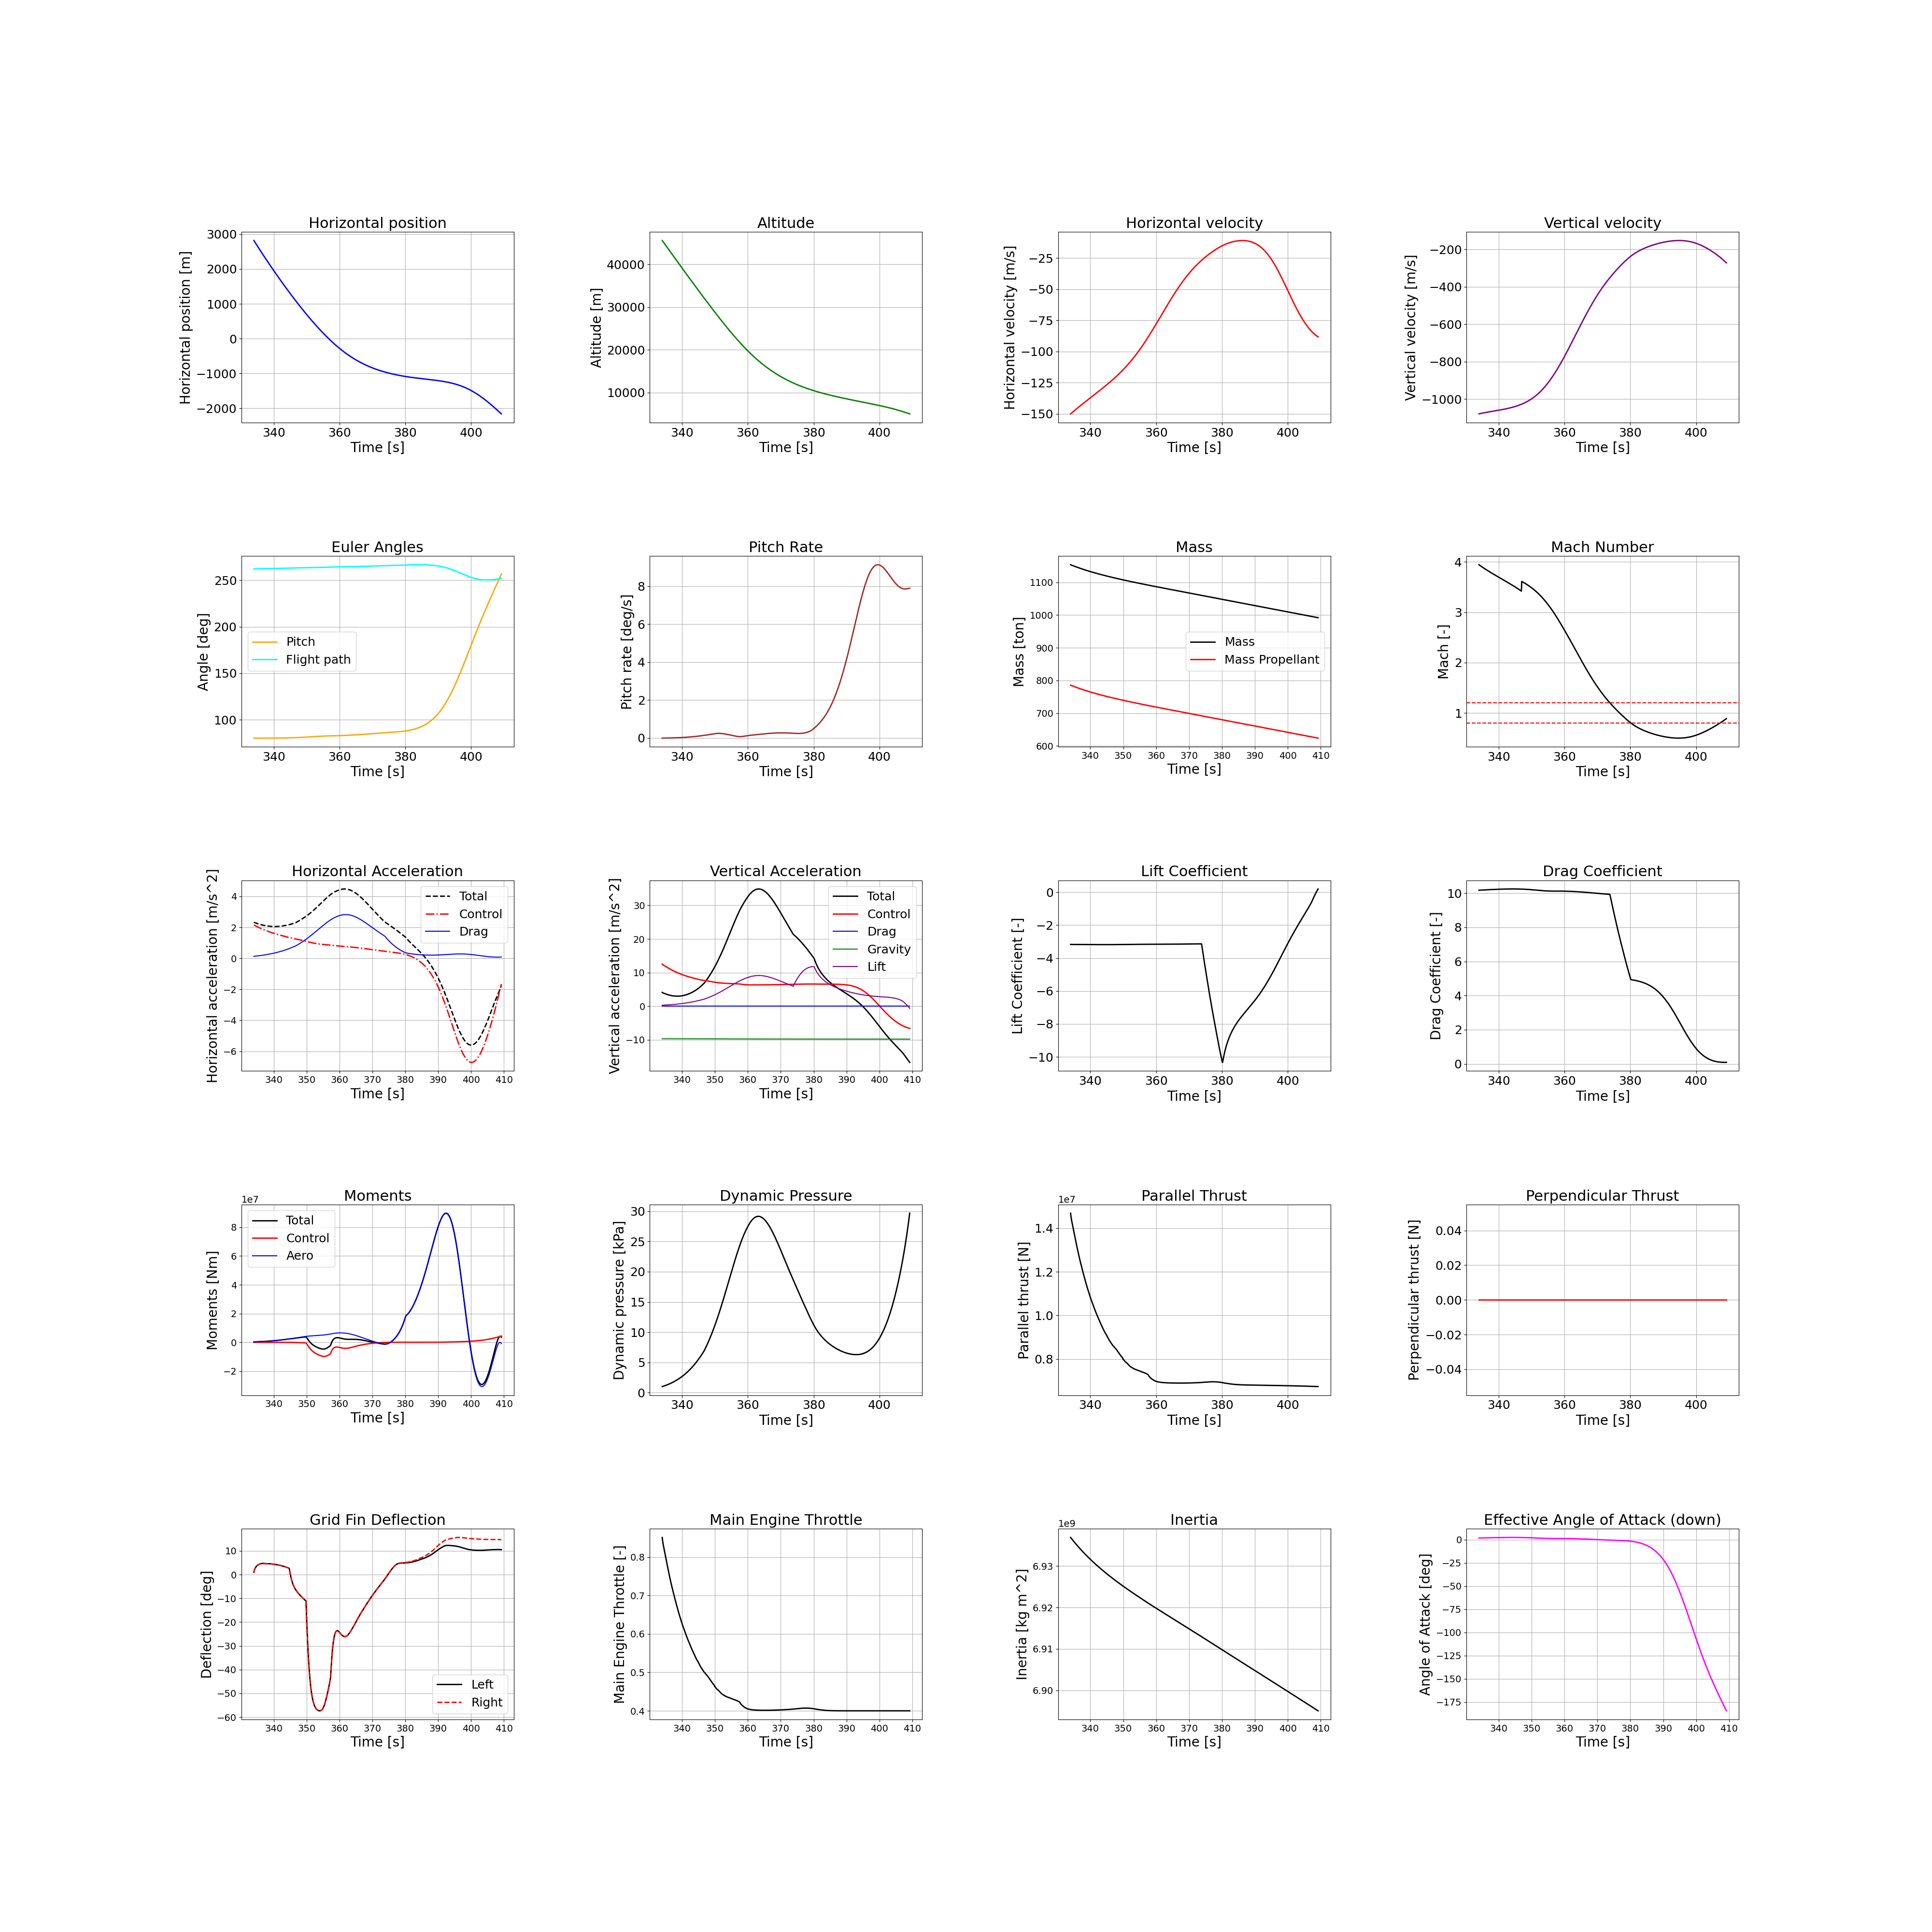 Horizontal position
Horizontal position [m]
3000
2000
1000
0
−1000
−2000
340 360 380 400
Time [s]
Altitude
Altitude [m]
40000
30000
20000
10000
340 360 380 400
Time [s]
Horizontal velocity
Horizontal velocity [m/s]
−25
−50
−75
−100
−125
−150
340 360 380 400
Time [s]
Vertical velocity
Vertical velocity [m/s]
−200
−400
−600
−800
−1000
340 360 380 400
Time [s]
Euler Angles
Angle [deg]
250
200
150
100
Pitch
Flight path
340 360 380 400
Time [s]
Pitch Rate
Pitch rate [deg/s]
8
6
4
2
0
340 360 380 400
Time [s]
Mass
Mass [ton]
1100
1000
900
800
700
600
Mass
Mass Propellant
340 350 360 370 380 390 400 410
Time [s]
Mach Number
Mach [-]
4
3
2
1
340 360 380 400
Time [s]
Horizontal Acceleration
Horizontal acceleration [m/s^2]
4
2
0
−2
−4
−6
Total
Control
Drag
340 350 360 370 380 390 400 410
Time [s]
Vertical Acceleration
Vertical acceleration [m/s^2]
30
20
10
0
−10
Total
Control
Drag
Gravity
Lift
340 350 360 370 380 390 400 410
Time [s]
Lift Coefficient
Lift Coefficient [-]
0
−2
−4
−6
−8
−10
340 360 380 400
Time [s]
Drag Coefficient
Drag Coefficient [-]
10
8
6
4
2
0
340 360 380 400
Time [s]
Moments
1e7
Moments [Nm]
8
6
4
2
0
−2
Total
Control
Aero
340 350 360 370 380 390 400 410
Time [s]
Dynamic Pressure
Dynamic pressure [kPa]
30
25
20
15
10
5
0
340 360 380 400
Time [s]
Parallel Thrust
1e7
Parallel thrust [N]
1.4
1.2
1.0
0.8
340 360 380 400
Time [s]
Perpendicular Thrust
Perpendicular thrust [N]
0.04
0.02
0.00
−0.02
−0.04
340 360 380 400
Time [s]
Grid Fin Deflection
Deflection [deg]
10
0
−10
−20
−30
−40
−50
−60
Left
Right
340 350 360 370 380 390 400 410
Time [s]
Main Engine Throttle
Main Engine Throttle [-]
0.8
0.7
0.6
0.5
0.4
340 350 360 370 380 390 400 410
Time [s]
Inertia
1e9
Inertia [kg m^2]
6.93
6.92
6.91
6.90
340 350 360 370 380 390 400 410
Time [s]
Effective Angle of Attack (down)
Angle of Attack [deg]
0
−25
−50
−75
−100
−125
−150
−175
340 350 360 370 380 390 400 410
Time [s]